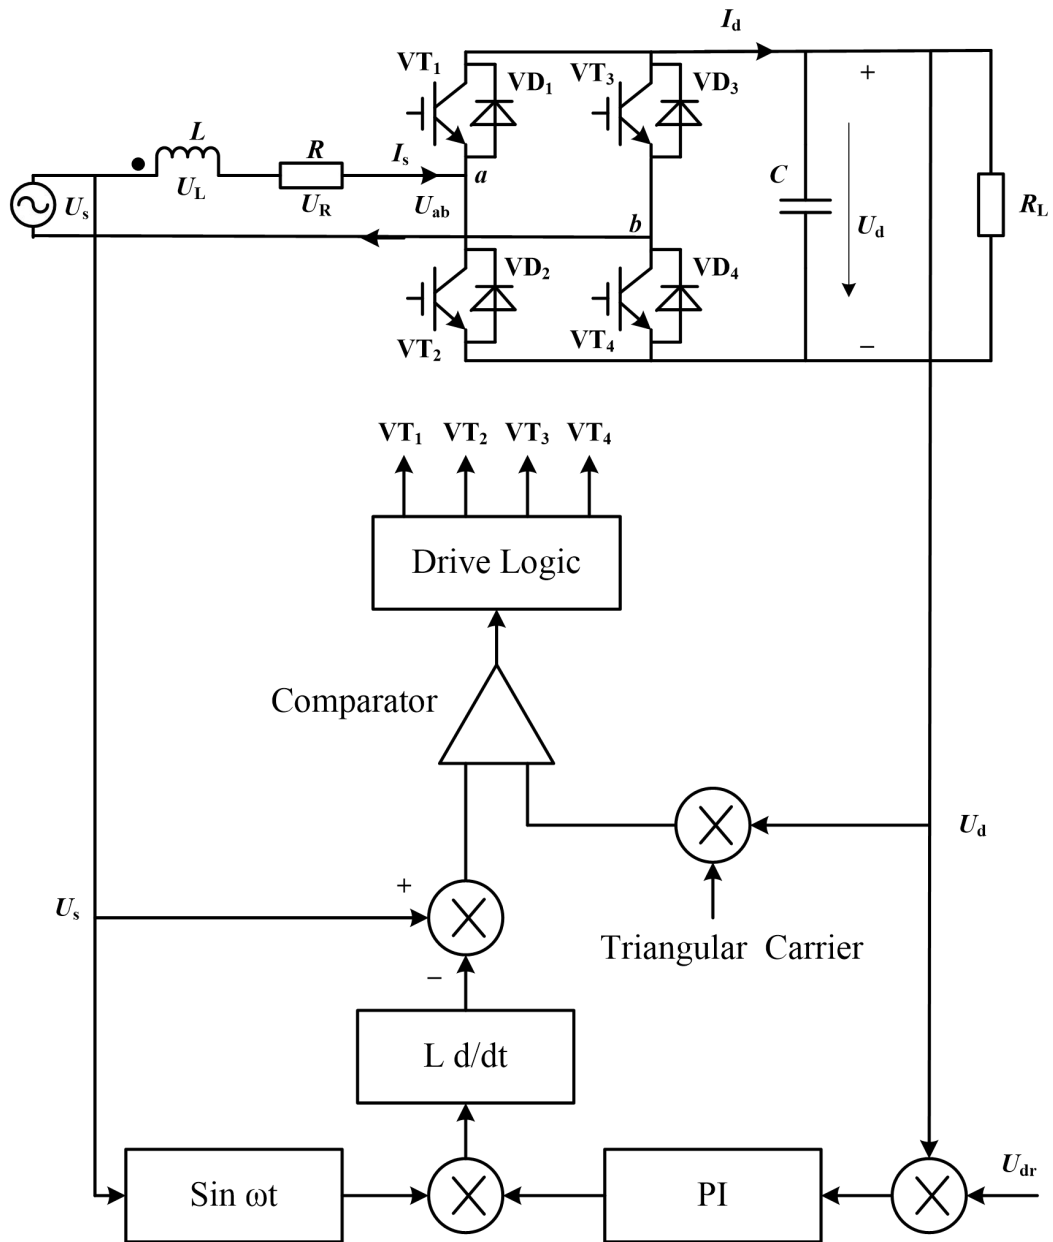 I_d
VT_1
VD_1
VT_3
VD_3
+
L
R
I_s
a
C
U_s
U_L
U_R
U_ab
b
U_d
R_L
VD_2
VD_4
VT_2
VT_4
−
VT_1 VT_2 VT_3 VT_4
Drive Logic
Comparator
U_d
+
U_s
Triangular Carrier
−
L d/dt
U_dr
Sin ωt
PI